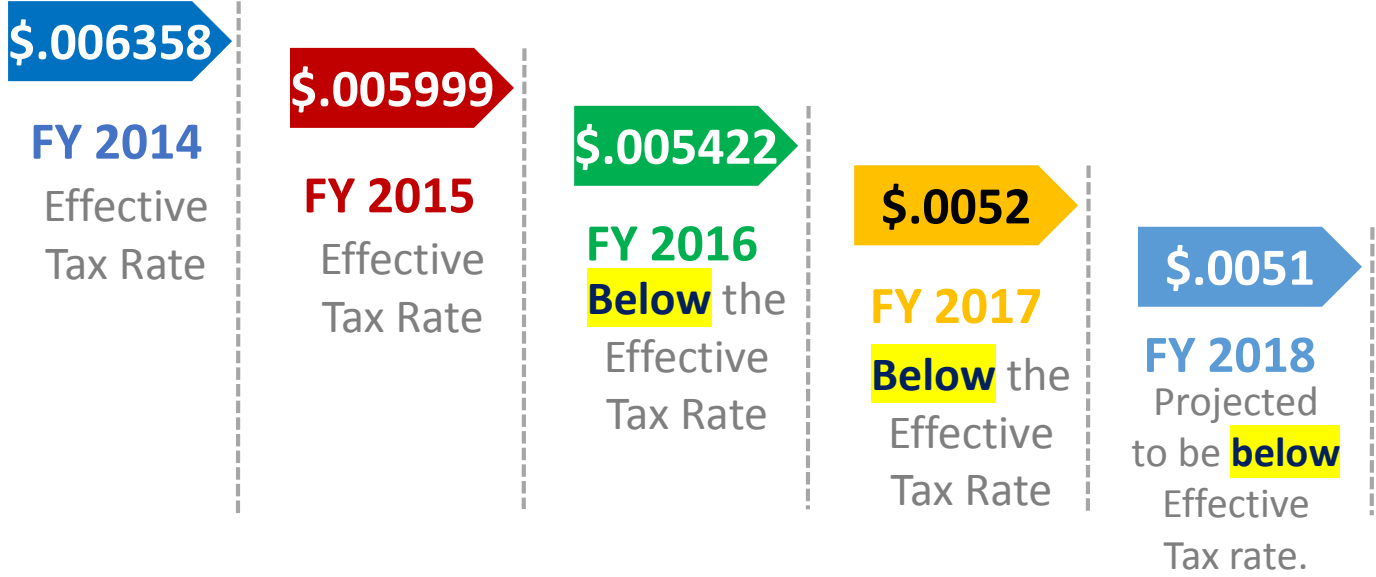 $.006358
FY 2014
Effective
Tax Rate
$.005999
FY 2015
Effective
Tax Rate
$.005422
FY 2016
Below the
Effective
Tax Rate
$.0052
FY 2017
Below the
Effective
Tax Rate
$.0051
FY 2018
Projected
to be below
Effective
Tax rate.